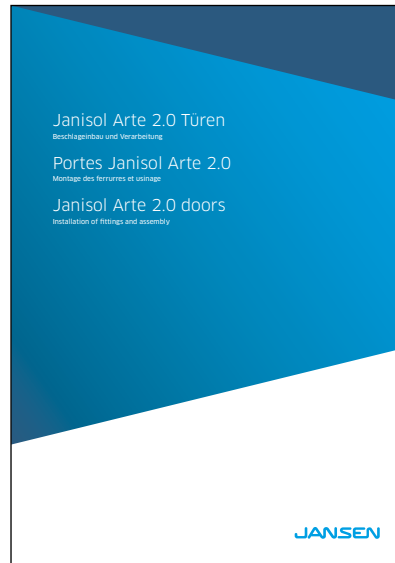 Janisol Arte 2.0 Türen
Beschlageinbau und Verarbeitung
Portes Janisol Arte 2.0
Montage des ferrurres et usinage
Janisol Arte 2.0 doors
Installation of fittings and assembly
JANSEN